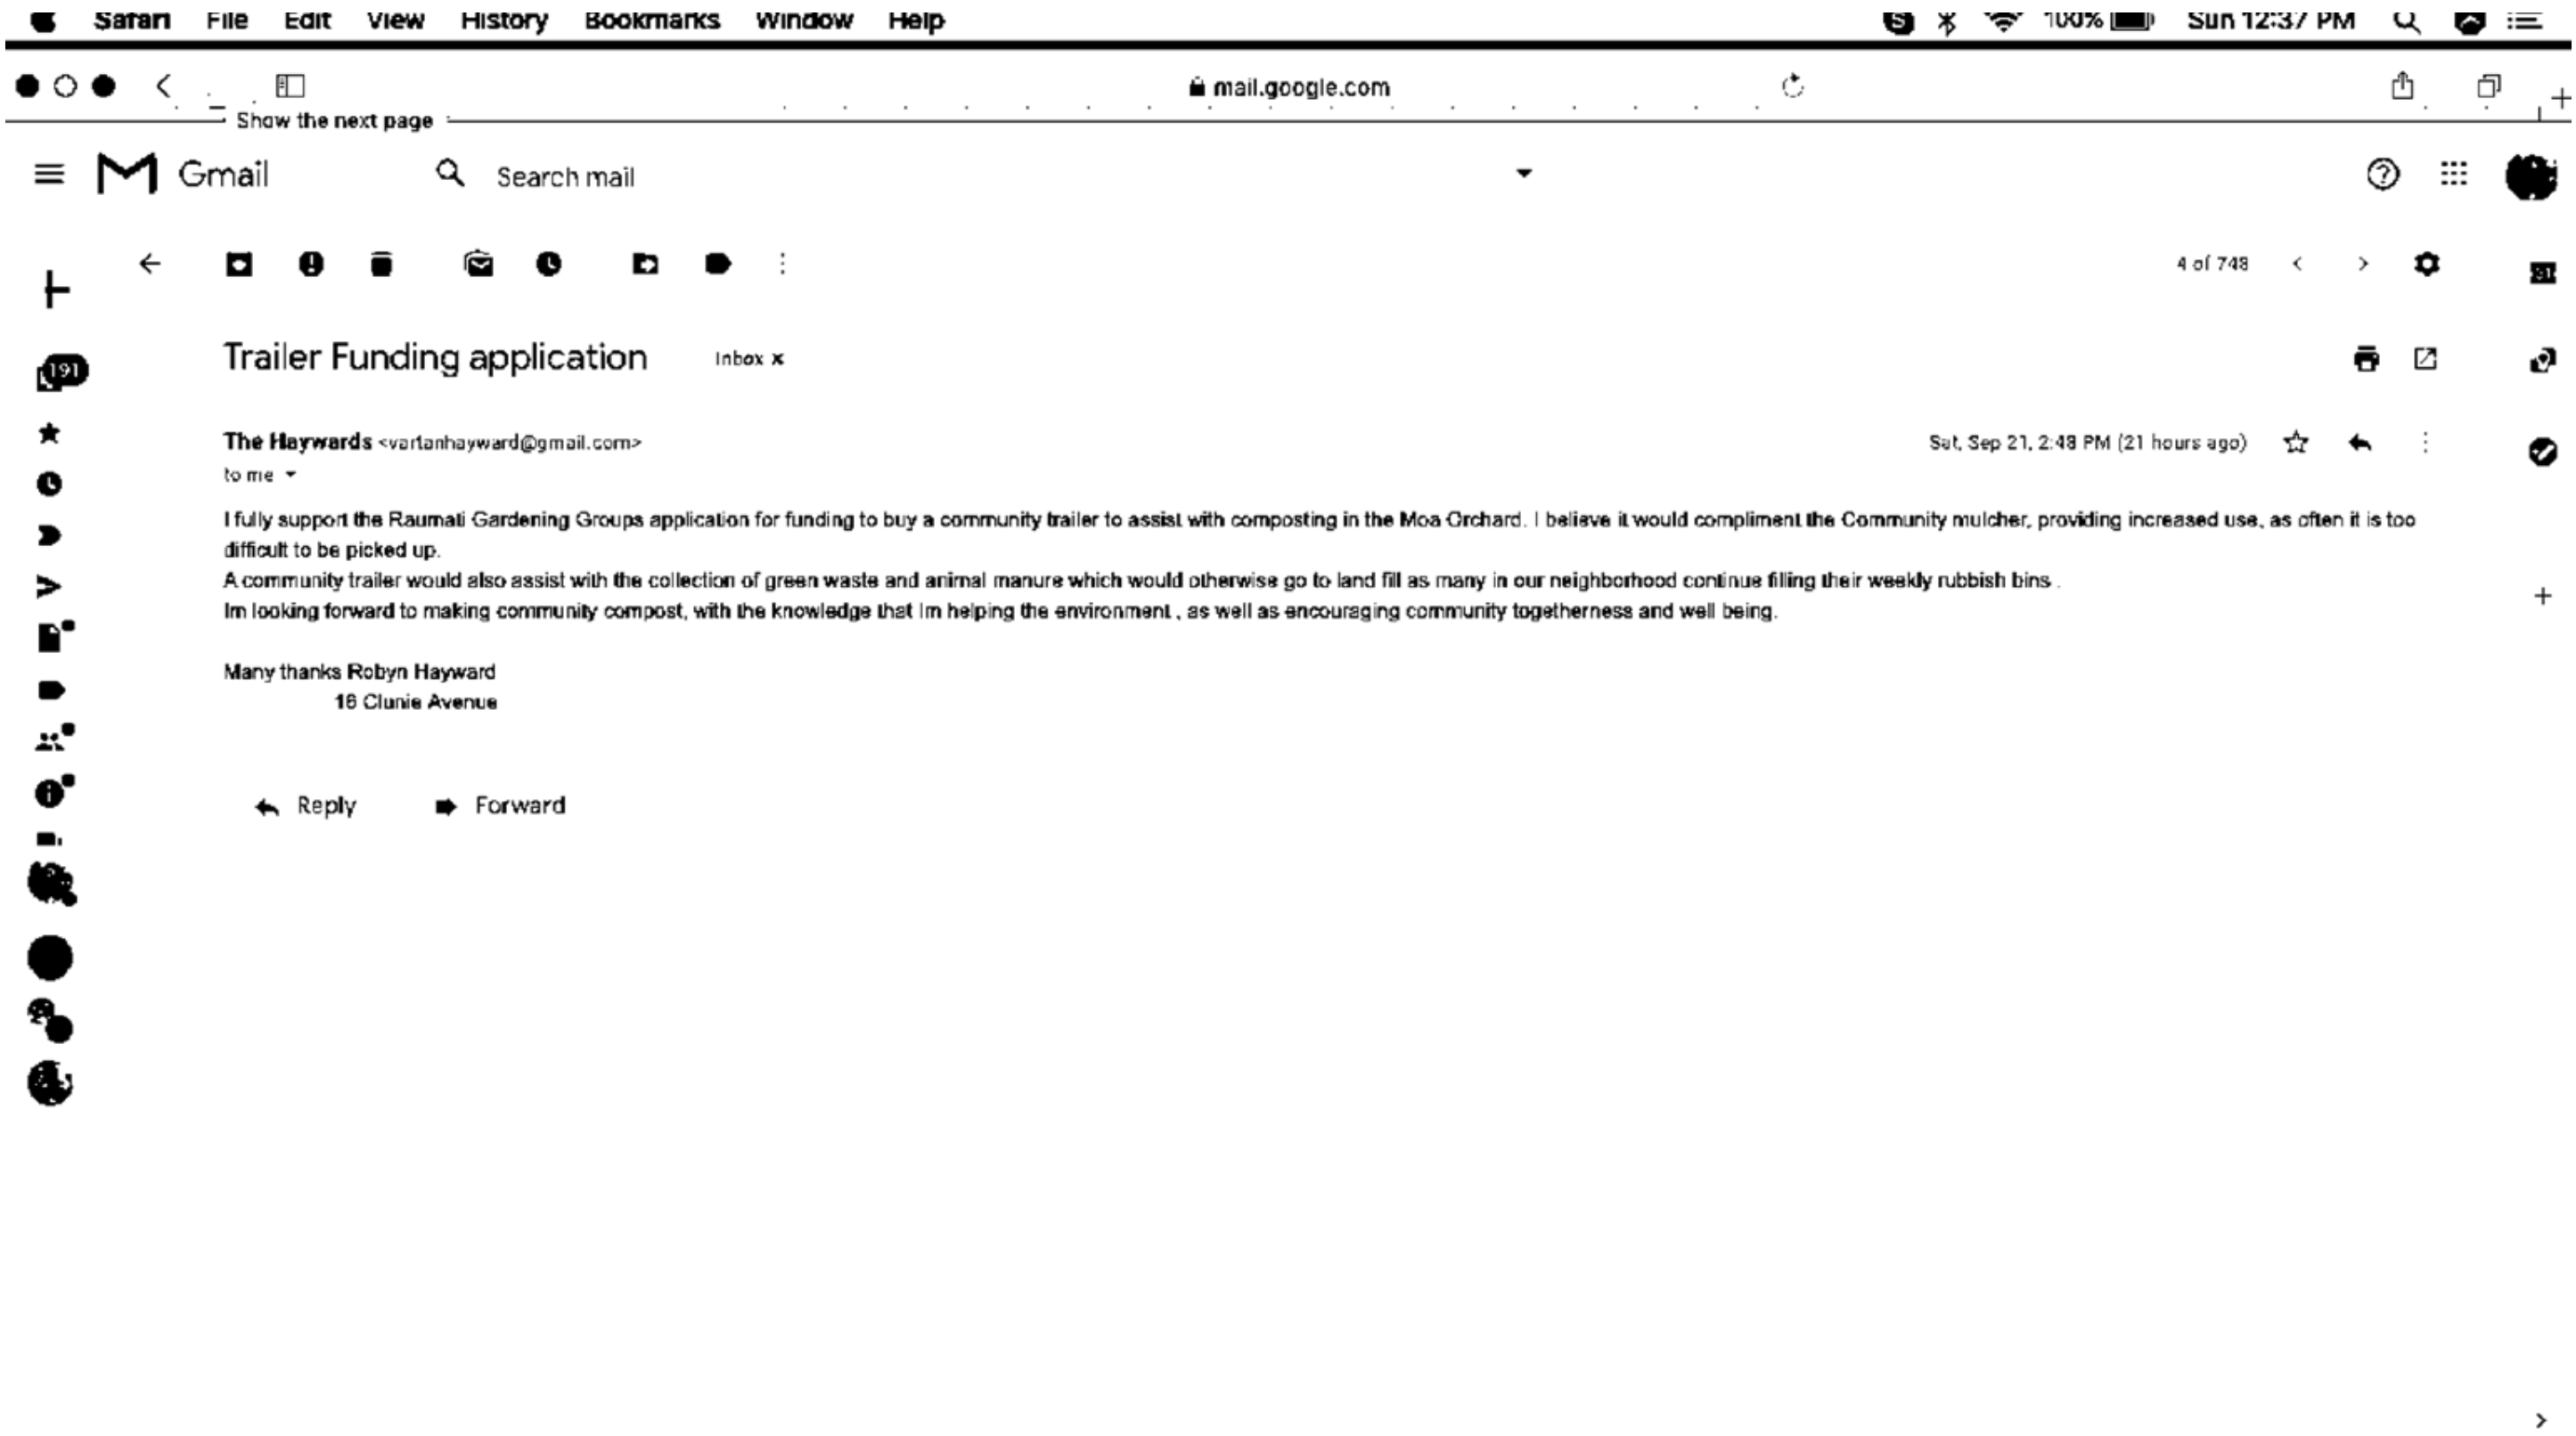 Safari File Edit View History Bookmarks Window Help 100% Sun 12:37 PM
mail.google.com
Show the next page
Gmail Search mail
4 of 748
Trailer Funding application Inbox x
191
The Haywards <vartanhayward@gmail.com> Sat, Sep 21, 2:48 PM (21 hours ago)
to me
I fully support the Raumati Gardening Groups application for funding to buy a community trailer to assist with composting in the Moa Orchard. I believe it would compliment the Community mulcher, providing increased use, as often it is too
difficult to be picked up.
A community trailer would also assist with the collection of green waste and animal manure which would otherwise go to land fill as many in our neighborhood continue filling their weekly rubbish bins .
Im looking forward to making community compost, with the knowledge that Im helping the environment , as well as encouraging community togetherness and well being.
Many thanks Robyn Hayward
16 Clunie Avenue
Reply Forward